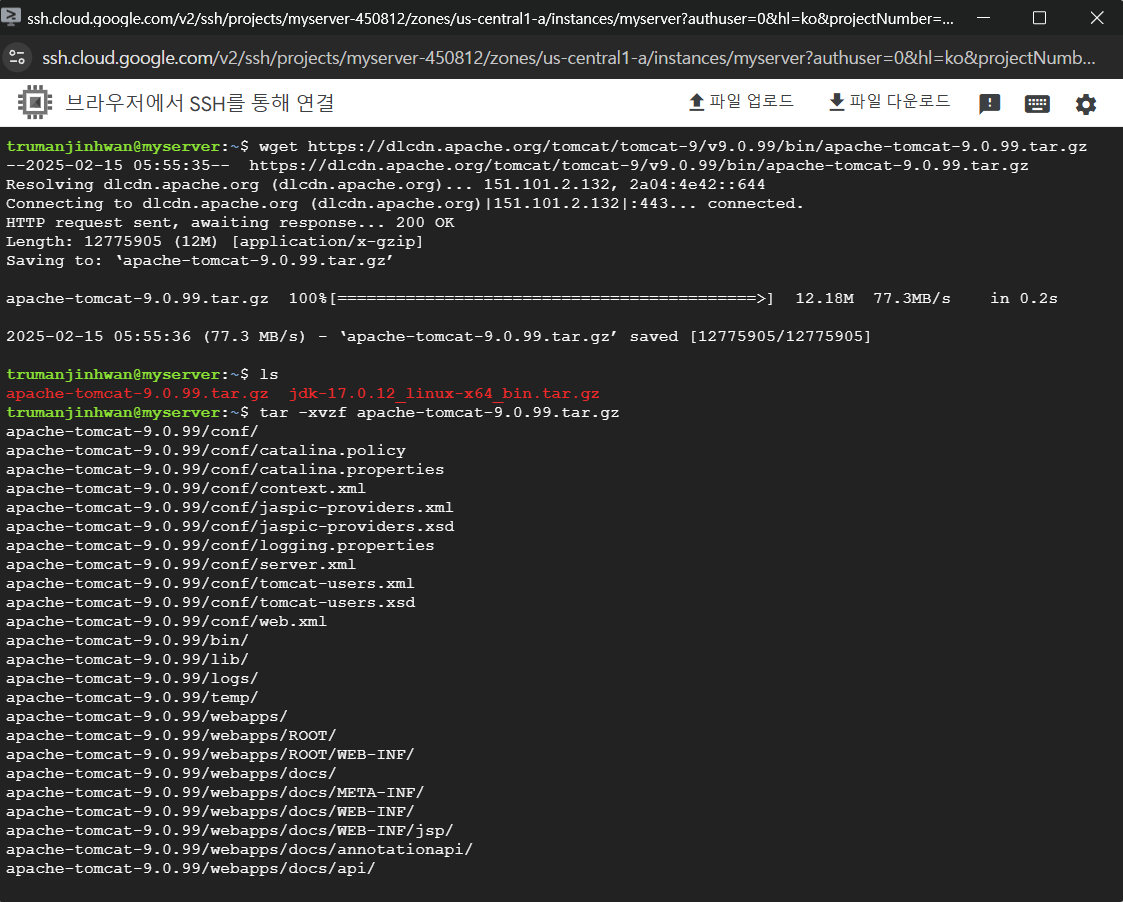 ssh.cloud.google.com/v2/ssh/projects/myserver-450812/zones/us-central1-a/instances/myserver?authuser=0&hl=ko&projectNumber=...
ssh.cloud.google.com/v2/ssh/projects/myserver-450812/zones/us-central1-a/instances/myserver?authuser=0&hl=ko&projectNumb...
브라우저에서 SSH를 통해 연결
파일 업로드
파일 다운로드
trumanjinhwan@myserver:~$ wget https://dlcdn.apache.org/tomcat/tomcat-9/v9.0.99/bin/apache-tomcat-9.0.99.tar.gz
--2025-02-15 05:55:35--  https://dlcdn.apache.org/tomcat/tomcat-9/v9.0.99/bin/apache-tomcat-9.0.99.tar.gz
Resolving dlcdn.apache.org (dlcdn.apache.org)... 151.101.2.132, 2a04:4e42::644
Connecting to dlcdn.apache.org (dlcdn.apache.org)|151.101.2.132|:443... connected.
HTTP request sent, awaiting response... 200 OK
Length: 12775905 (12M) [application/x-gzip]
Saving to: ‘apache-tomcat-9.0.99.tar.gz’
apache-tomcat-9.0.99.tar.gz  100%[===========================================>]  12.18M  77.3MB/s    in 0.2s
2025-02-15 05:55:36 (77.3 MB/s) - ‘apache-tomcat-9.0.99.tar.gz’ saved [12775905/12775905]
trumanjinhwan@myserver:~$ ls
apache-tomcat-9.0.99.tar.gz  jdk-17.0.12_linux-x64_bin.tar.gz
trumanjinhwan@myserver:~$ tar -xvzf apache-tomcat-9.0.99.tar.gz
apache-tomcat-9.0.99/conf/
apache-tomcat-9.0.99/conf/catalina.policy
apache-tomcat-9.0.99/conf/catalina.properties
apache-tomcat-9.0.99/conf/context.xml
apache-tomcat-9.0.99/conf/jaspic-providers.xml
apache-tomcat-9.0.99/conf/jaspic-providers.xsd
apache-tomcat-9.0.99/conf/logging.properties
apache-tomcat-9.0.99/conf/server.xml
apache-tomcat-9.0.99/conf/tomcat-users.xml
apache-tomcat-9.0.99/conf/tomcat-users.xsd
apache-tomcat-9.0.99/conf/web.xml
apache-tomcat-9.0.99/bin/
apache-tomcat-9.0.99/lib/
apache-tomcat-9.0.99/logs/
apache-tomcat-9.0.99/temp/
apache-tomcat-9.0.99/webapps/
apache-tomcat-9.0.99/webapps/ROOT/
apache-tomcat-9.0.99/webapps/ROOT/WEB-INF/
apache-tomcat-9.0.99/webapps/docs/
apache-tomcat-9.0.99/webapps/docs/META-INF/
apache-tomcat-9.0.99/webapps/docs/WEB-INF/
apache-tomcat-9.0.99/webapps/docs/WEB-INF/jsp/
apache-tomcat-9.0.99/webapps/docs/annotationapi/
apache-tomcat-9.0.99/webapps/docs/api/